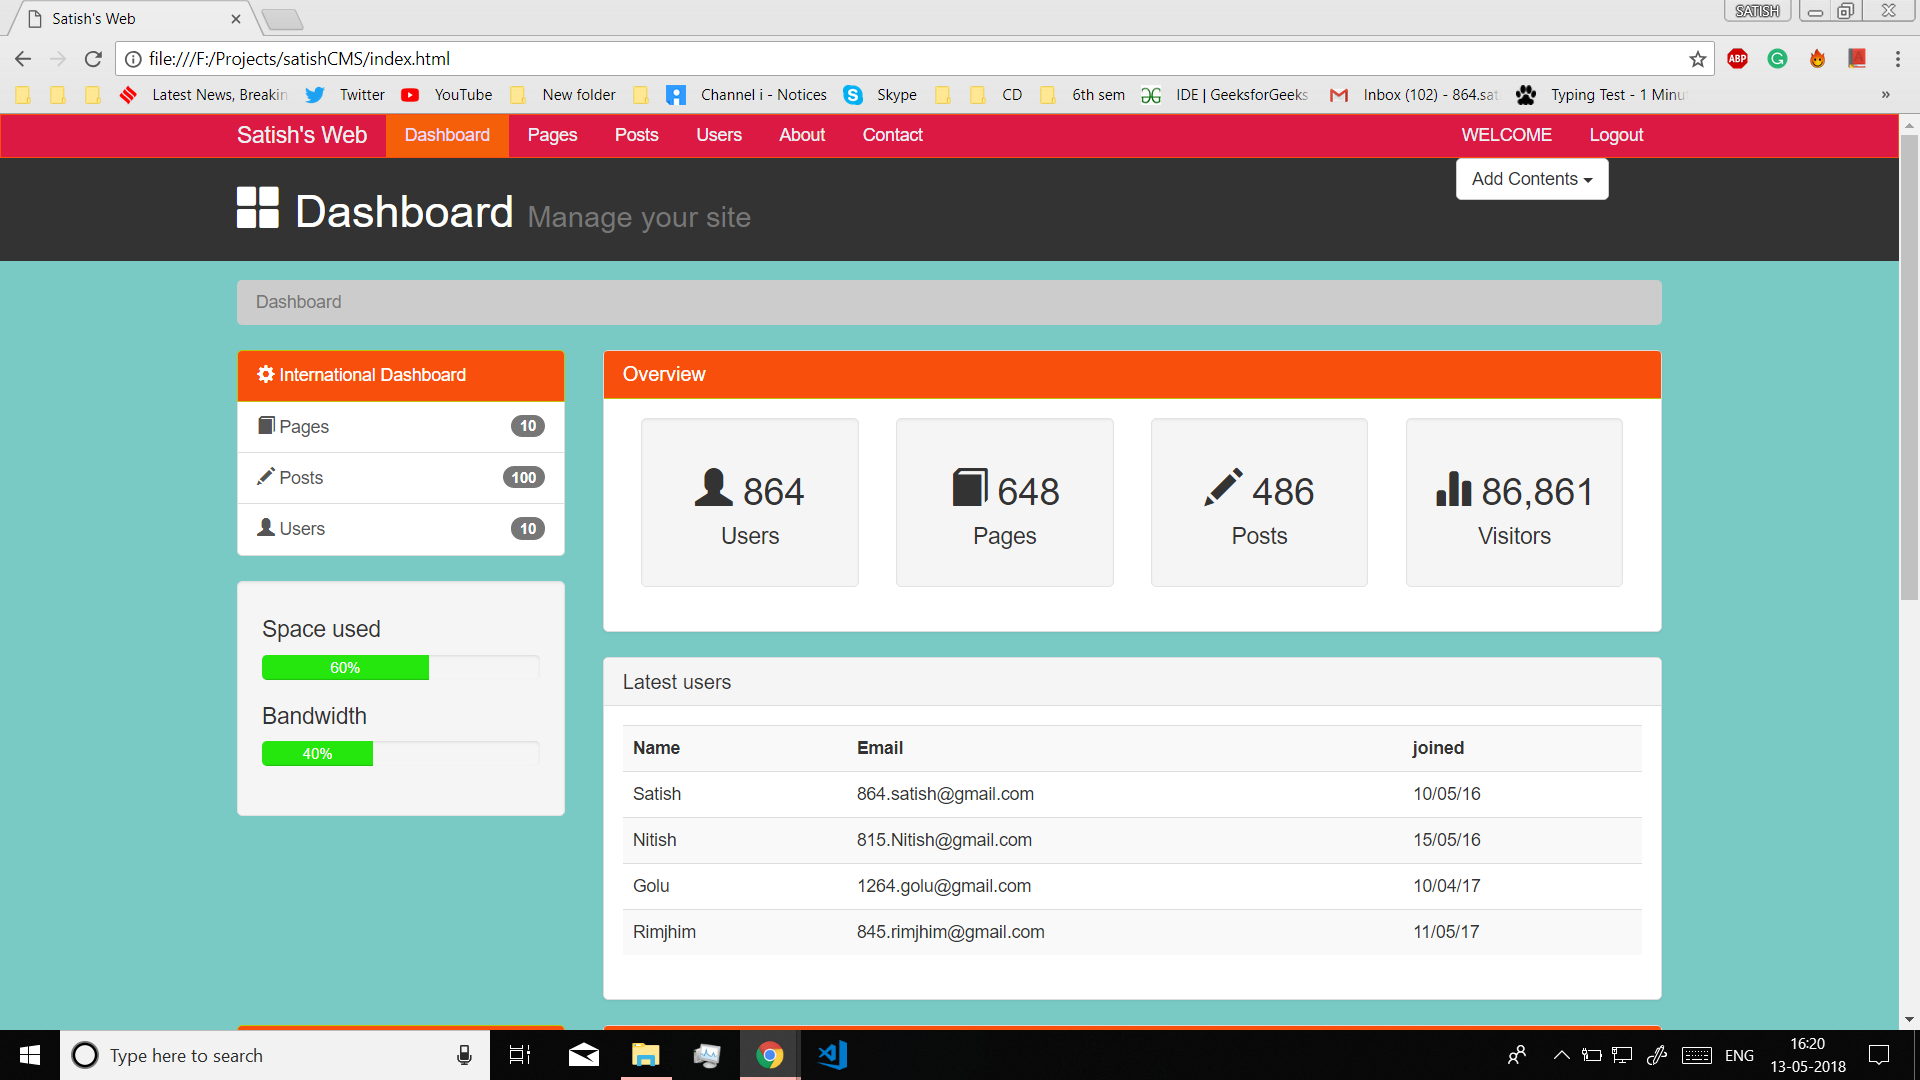 Satish's Web
SATISH
file:///F:/Projects/satishCMS/index.html
ABP
Latest News, Breakin Twitter YouTube New folder Channel i - Notices Skype CD 6th sem IDE | GeeksforGeeks Inbox (102) - 864.sat Typing Test - 1 Minu »
Satish's Web Dashboard Pages Posts Users About Contact WELCOME Logout
Add Contents
Dashboard Manage your site
Dashboard
International Dashboard
Pages 10
Posts 100
Users 10
Space used
60%
Bandwidth
40%
Overview
864 648 486 86,861
Users Pages Posts Visitors
Latest users
Name Email joined
Satish 864.satish@gmail.com 10/05/16
Nitish 815.Nitish@gmail.com 15/05/16
Golu 1264.golu@gmail.com 10/04/17
Rimjhim 845.rimjhim@gmail.com 11/05/17
Type here to search
ENG
16:20
13-05-2018